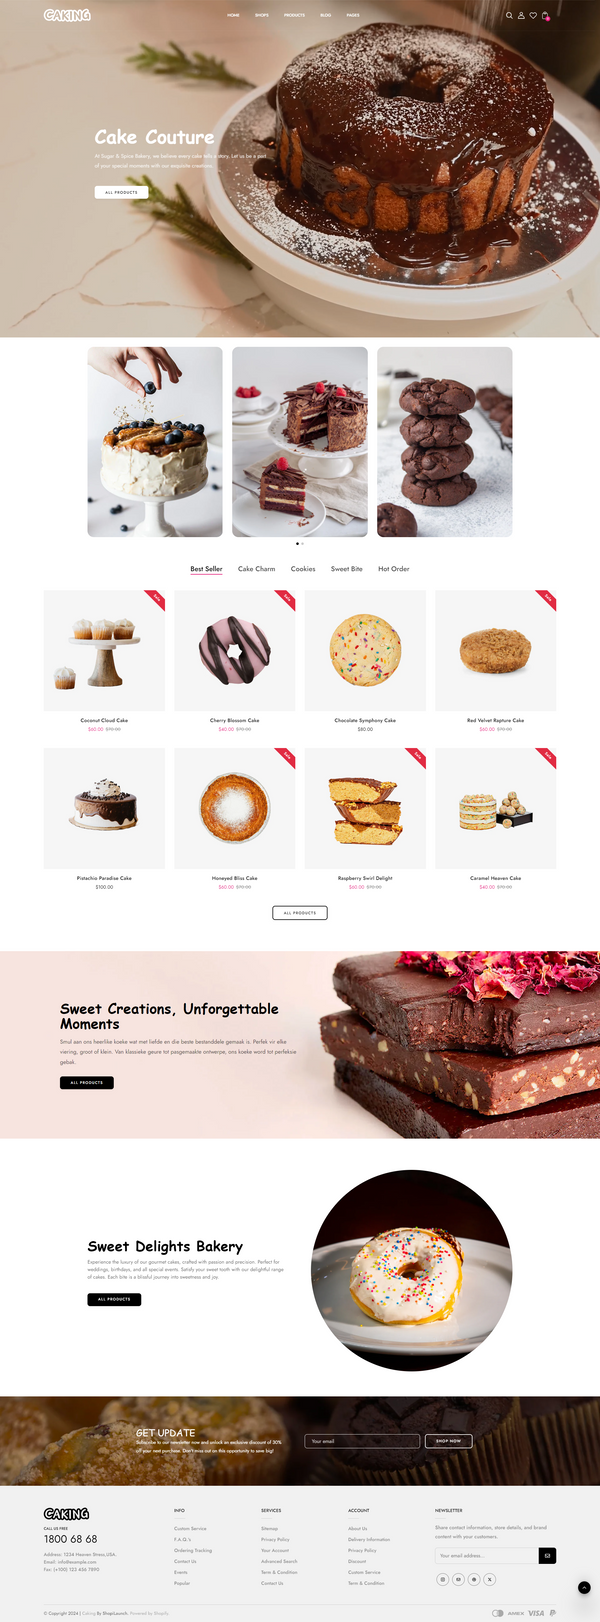 CAKING
HOME SHOPS PRODUCTS BLOG PAGES
Cake Couture
At Sugar & Spice Bakery, we believe every cake tells a story. Let us be a part
of your special moments with our exquisite creations.
ALL PRODUCTS
Best Seller Cake Charm Cookies Sweet Bite Hot Order
Sale Sale Sale
Coconut Cloud Cake Cherry Blossom Cake Chocolate Symphony Cake Red Velvet Rapture Cake
$60.00 $70.00 $40.00 $70.00 $80.00 $60.00 $70.00
Sale Sale Sale
Pistachio Paradise Cake Honeyed Bliss Cake Raspberry Swirl Delight Caramel Heaven Cake
$100.00 $60.00 $70.00 $60.00 $70.00 $40.00 $70.00
ALL PRODUCTS
Sweet Creations, Unforgettable
Moments
Smul aan ons heerlike koeke wat met liefde en die beste bestanddele gemaak is. Perfek vir elke
viering, groot of klein. Van klassieke geure tot pasgemaakte ontwerpe, ons koeke word tot perfeksie
gebak.
ALL PRODUCTS
Sweet Delights Bakery
Experience the luxury of our gourmet cakes, crafted with passion and precision. Perfect for
weddings, birthdays, and all special events. Satisfy your sweet tooth with our delightful range
of cakes. Each bite is a blissful journey into sweetness and joy.
ALL PRODUCTS
GET UPDATE
Subscribe to our newsletter now and unlock an exclusive discount of 30%
off your next purchase. Don't miss out on this opportunity to save big!
Your email
SHOP NOW
CAKING
CALL US FREE
1800 68 68
Address: 1234 Heaven Stress,USA.
Email: info@example.com
Fax: (+100) 123 456 7890
INFO
Custom Service
F.A.Q.'s
Ordering Tracking
Contact Us
Events
Popular
SERVICES
Sitemap
Privacy Policy
Your Account
Advanced Search
Term & Condition
Contact Us
ACCOUNT
About Us
Delivery Information
Privacy Policy
Discount
Custom Service
Term & Condition
NEWSLETTER
Share contact information, store details, and brand
content with your customers.
Your email address...
© Copyright 2024 | Caking By ShopiLaunch. Powered by Shopify.
AMEX VISA